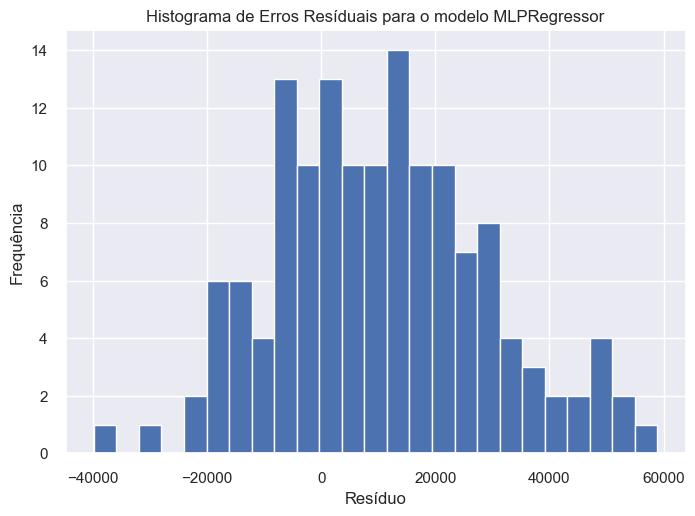 Histograma de Erros Resíduais para o modelo MLPRegressor
Frequência
14
12
10
8
6
4
2
0
−40000 −20000 0 20000 40000 60000
Resíduo